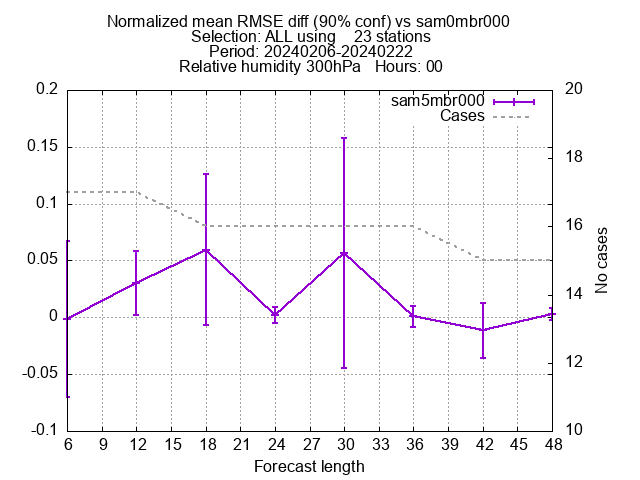 Normalized mean RMSE diff (90% conf) vs sam0mbr000
Selection: ALL using    23 stations
Period: 20240206-20240222
Relative humidity 300hPa   Hours: 00
sam5mbr000
Cases
0.2
0.15
0.1
0.05
0
-0.05
-0.1
20
18
16
14
12
10
No cases
6 9 12 15 18 21 24 27 30 33 36 39 42 45 48
Forecast length